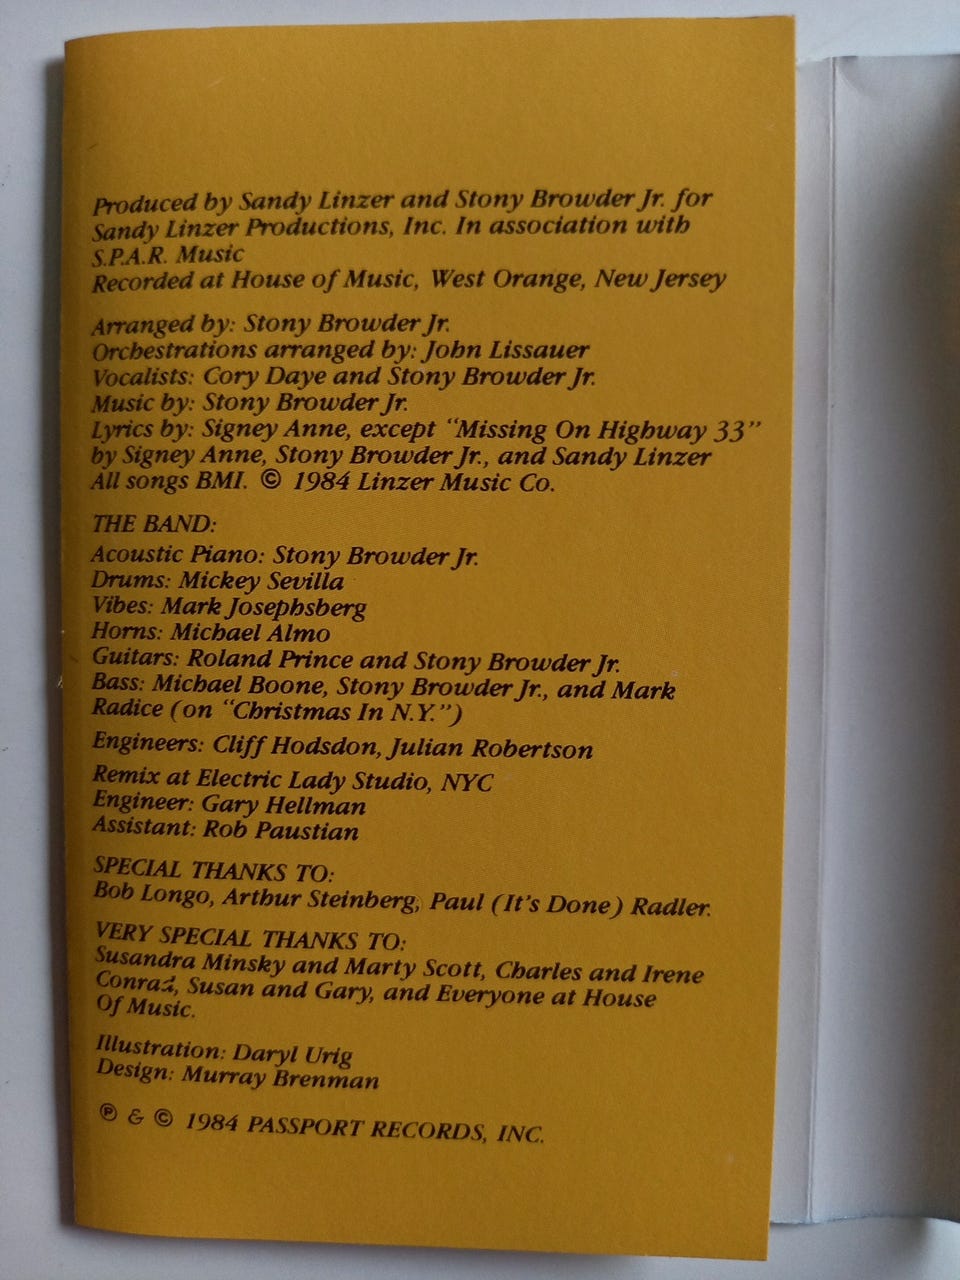 Produced by Sandy Linzer and Stony Browder Jr. for
Sandy Linzer Productions, Inc. In association with
S.P.A.R. Music
Recorded at House of Music, West Orange, New Jersey
Arranged by: Stony Browder Jr.
Orchestrations arranged by: John Lissauer
Vocalists: Cory Daye and Stony Browder Jr.
Music by: Stony Browder Jr.
Lyrics by: Signey Anne, except “Missing On Highway 33”
by Signey Anne, Stony Browder Jr., and Sandy Linzer
All songs BMI. © 1984 Linzer Music Co.
THE BAND:
Acoustic Piano: Stony Browder Jr.
Drums: Mickey Sevilla
Vibes: Mark Josephsberg
Horns: Michael Almo
Guitars: Roland Prince and Stony Browder Jr.
Bass: Michael Boone, Stony Browder Jr., and Mark
Radice (on “Christmas In N.Y.”)
Engineers: Cliff Hodsdon, Julian Robertson
Remix at Electric Lady Studio, NYC
Engineer: Gary Hellman
Assistant: Rob Paustian
SPECIAL THANKS TO:
Bob Longo, Arthur Steinberg, Paul (It's Done) Radler.
VERY SPECIAL THANKS TO:
Susandra Minsky and Marty Scott, Charles and Irene
Conrad, Susan and Gary, and Everyone at House
Of Music.
Illustration: Daryl Urig
Design: Murray Brenman
℗ & © 1984 PASSPORT RECORDS, INC.